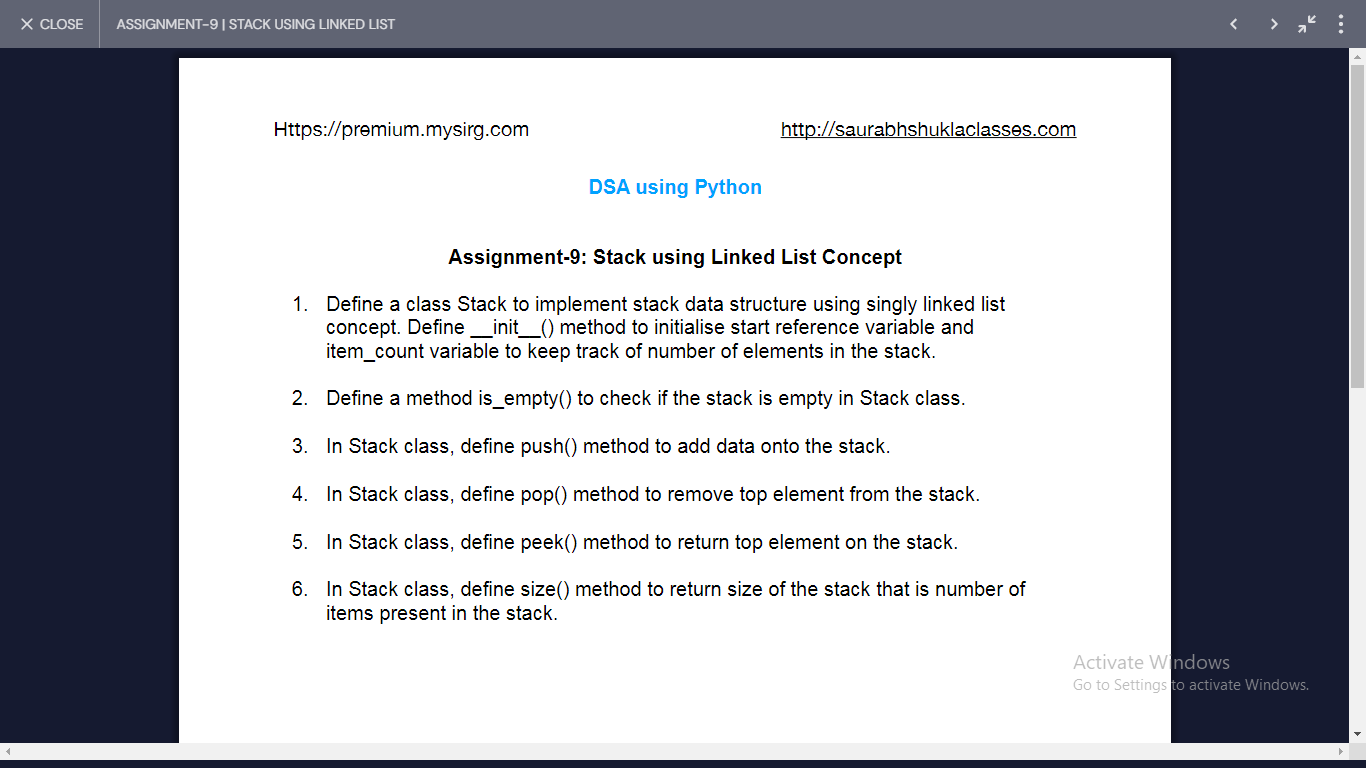 CLOSE
ASSIGNMENT-9 | STACK USING LINKED LIST
Https://premium.mysirg.com
http://saurabhshuklaclasses.com
DSA using Python
Assignment-9: Stack using Linked List Concept
1. Define a class Stack to implement stack data structure using singly linked list
concept. Define __init__() method to initialise start reference variable and
item_count variable to keep track of number of elements in the stack.
2. Define a method is_empty() to check if the stack is empty in Stack class.
3. In Stack class, define push() method to add data onto the stack.
4. In Stack class, define pop() method to remove top element from the stack.
5. In Stack class, define peek() method to return top element on the stack.
6. In Stack class, define size() method to return size of the stack that is number of
items present in the stack.
Activate Windows
Go to Settings to activate Windows.